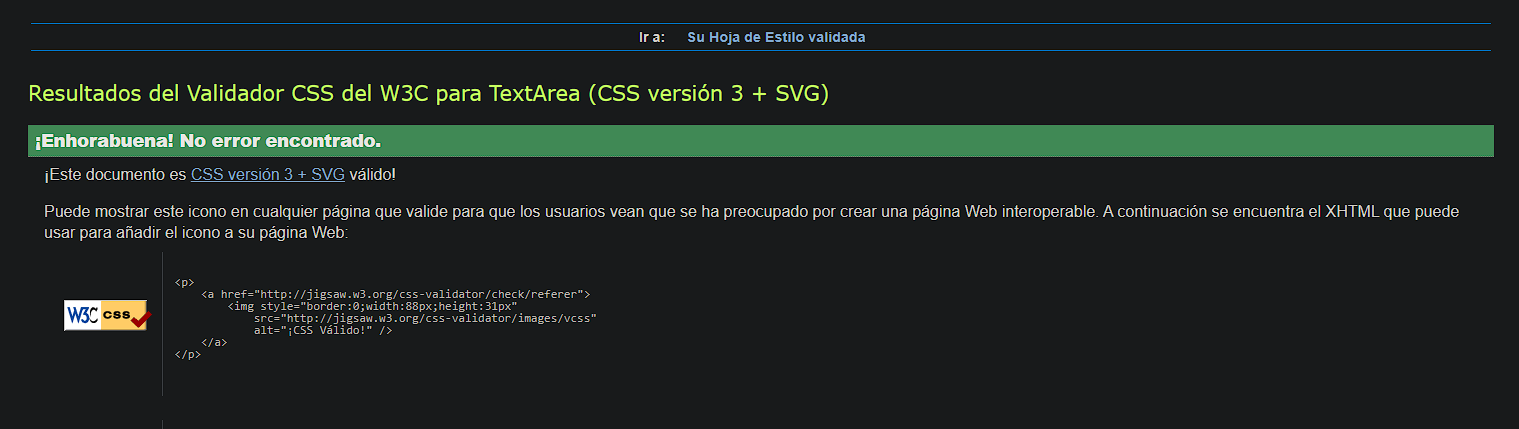 Ir a: Su Hoja de Estilo validada
Resultados del Validador CSS del W3C para TextArea (CSS versión 3 + SVG)
¡Enhorabuena! No error encontrado.
¡Este documento es CSS versión 3 + SVG válido!
Puede mostrar este icono en cualquier página que valide para que los usuarios vean que se ha preocupado por crear una página Web interoperable. A continuación se encuentra el XHTML que puede
usar para añadir el icono a su página Web:
W3C css
<p>
    <a href="http://jigsaw.w3.org/css-validator/check/referer">
        <img style="border:0;width:88px;height:31px"
            src="http://jigsaw.w3.org/css-validator/images/vcss"
            alt="¡CSS Válido!" />
    </a>
</p>